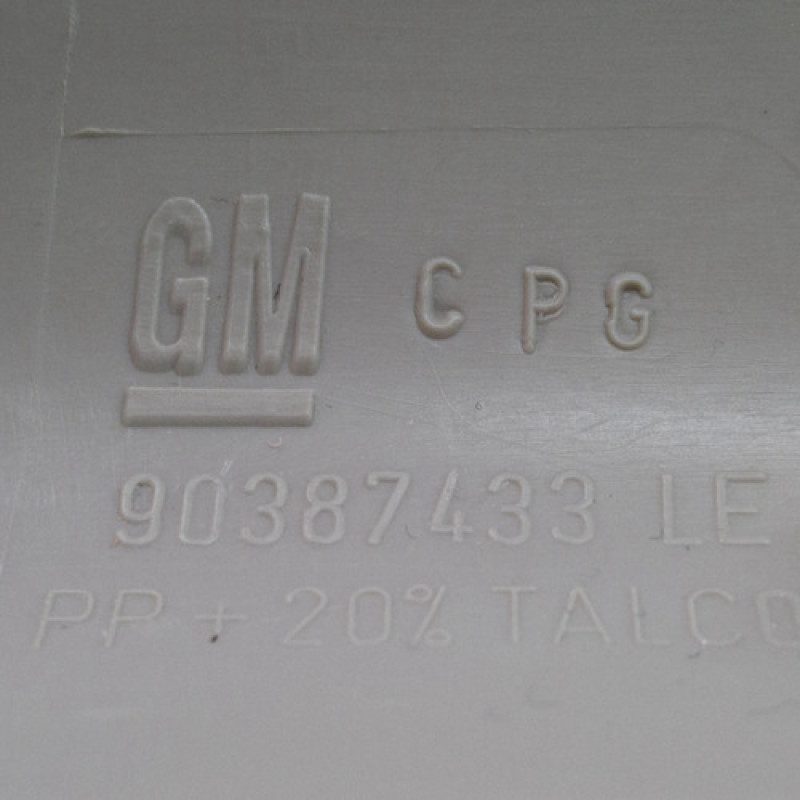 GM CPG
90387433 LE
PP + 20% TALCO